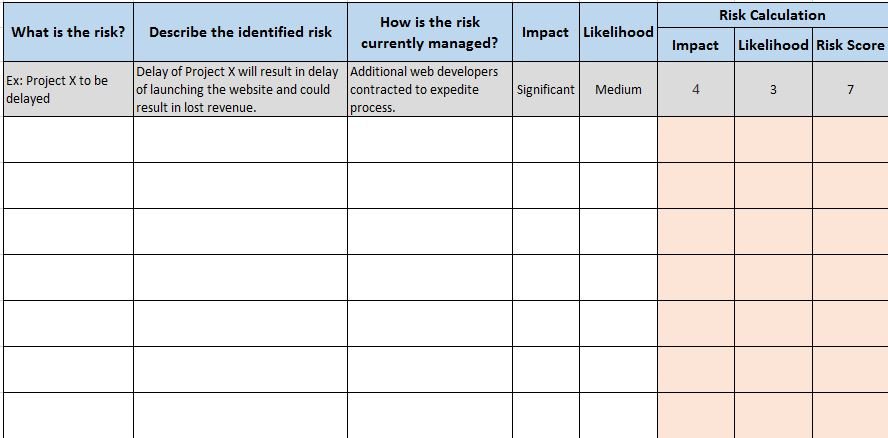 What is the risk?
Describe the identified risk
How is the risk
currently managed?
Impact
Likelihood
Risk Calculation
Impact
Likelihood
Risk Score
Ex: Project X to be
delayed
Delay of Project X will result in delay
of launching the website and could
result in lost revenue.
Additional web developers
contracted to expedite
process.
Significant
Medium
4
3
7